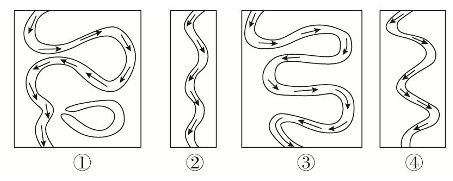 ① ② ③ ④